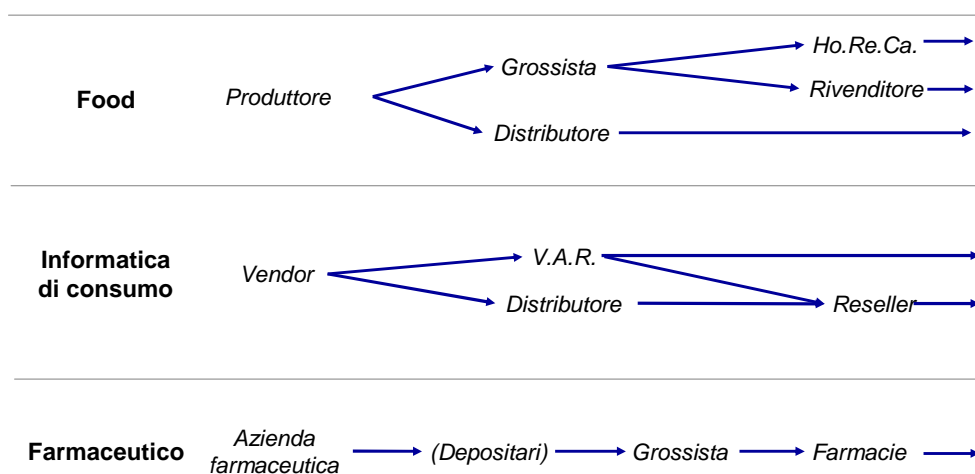 Food
Produttore
Grossista
Distributore
Ho.Re.Ca.
Rivenditore
Informatica
di consumo
Vendor
V.A.R.
Distributore
Reseller
Farmaceutico
Azienda
farmaceutica
(Depositari)
Grossista
Farmacie